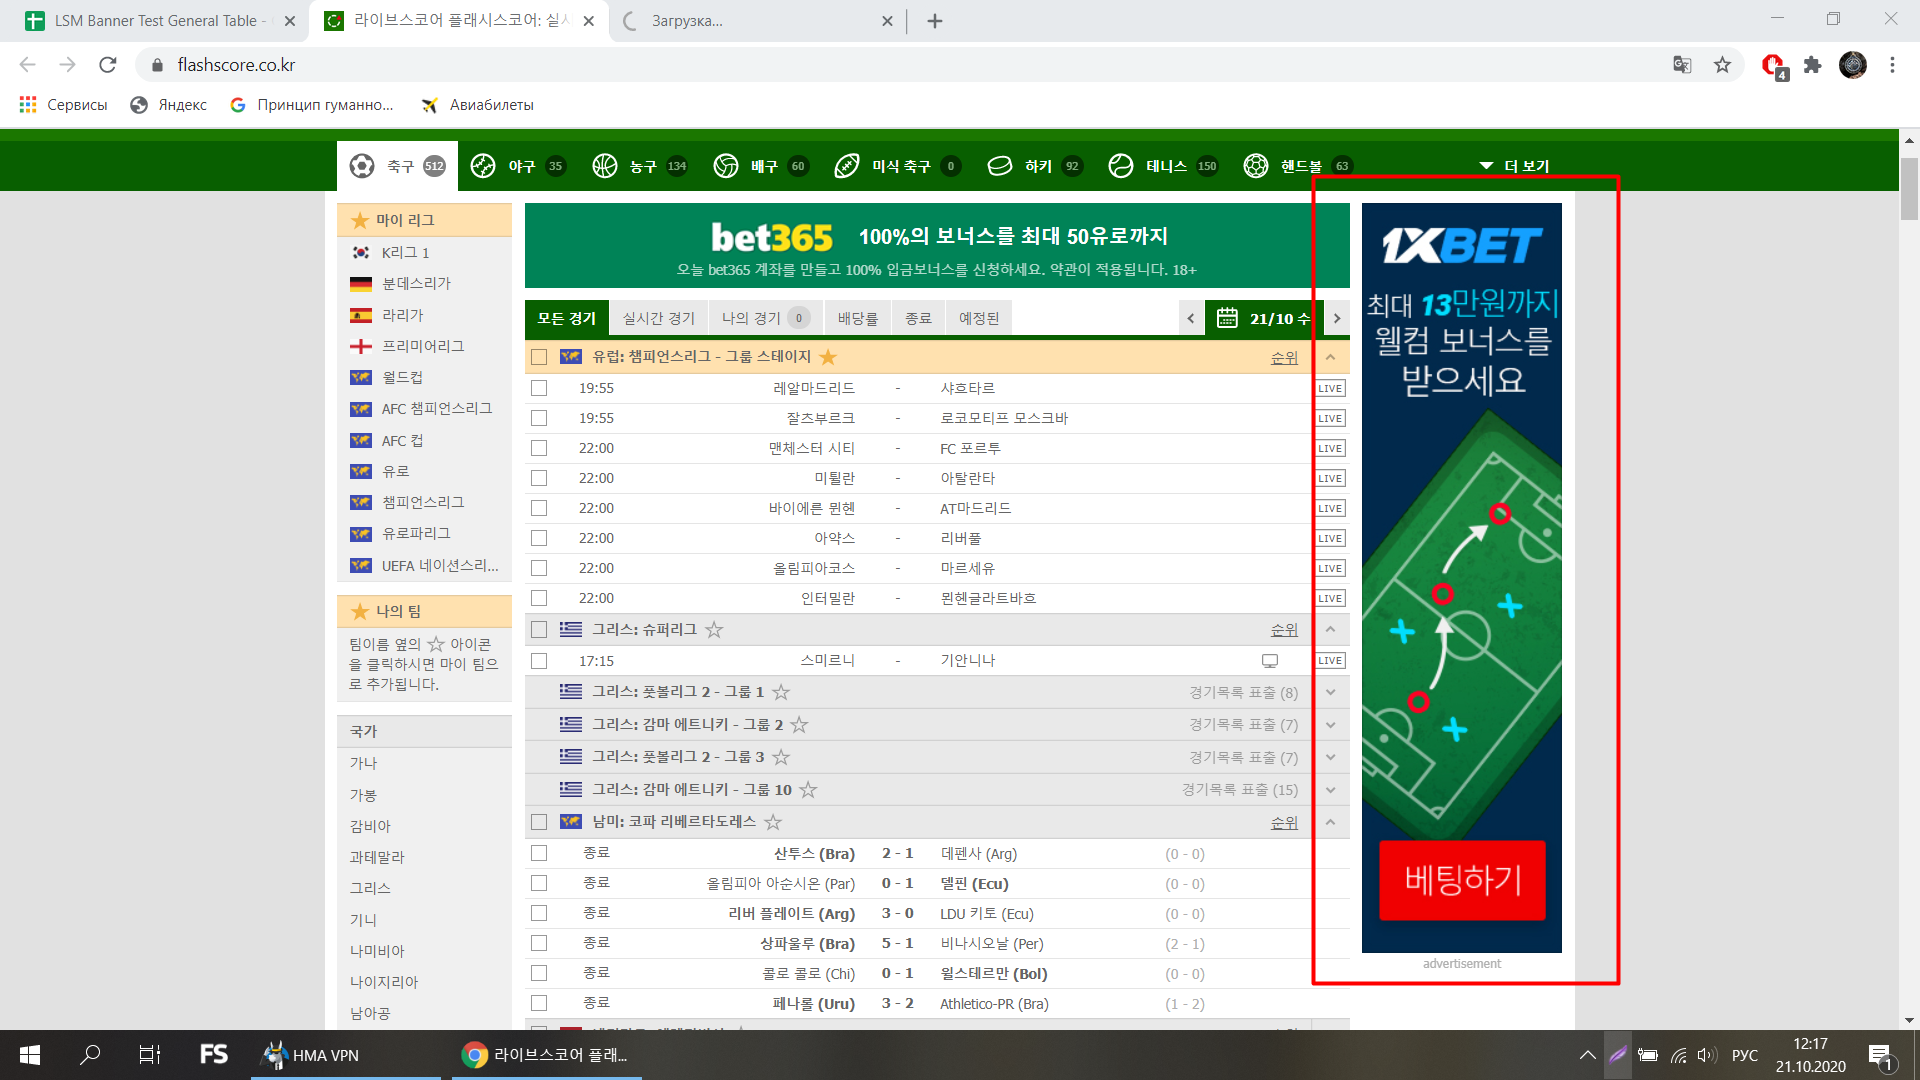 LSM Banner Test General Table -
라이브스코어 플래시스코어: 실시
Загрузка...
flashscore.co.kr
4
Сервисы
Яндекс
Принцип гуманно...
Авиабилеты
축구 512
야구 35
농구 134
배구 60
미식 축구 0
하키 92
테니스 150
핸드볼 63
더 보기
마이 리그
K리그 1
분데스리가
라리가
프리미어리그
월드컵
AFC 챔피언스리그
AFC 컵
유로
챔피언스리그
유로파리그
UEFA 네이션스리...
나의 팀
팀이름 옆의 ☆ 아이콘
을 클릭하시면 마이 팀으
로 추가됩니다.
국가
가나
가봉
감비아
과테말라
그리스
기니
나미비아
나이지리아
남아공
bet365 100%의 보너스를 최대 50유로까지
오늘 bet365 계좌를 만들고 100% 입금보너스를 신청하세요. 약관이 적용됩니다. 18+
모든 경기 실시간 경기 나의 경기 0 배당률 종료 예정된 21/10 수
유럽: 챔피언스리그 - 그룹 스테이지 순위
19:55 레알마드리드 - 샤흐타르 LIVE
19:55 잘츠부르크 - 로코모티프 모스크바 LIVE
22:00 맨체스터 시티 - FC 포르투 LIVE
22:00 미튈란 - 아탈란타 LIVE
22:00 바이에른 뮌헨 - AT마드리드 LIVE
22:00 아약스 - 리버풀 LIVE
22:00 올림피아코스 - 마르세유 LIVE
22:00 인터밀란 - 묀헨글라트바흐 LIVE
그리스: 슈퍼리그 순위
17:15 스미르니 - 기안니나 LIVE
그리스: 풋볼리그 2 - 그룹 1 경기목록 표출 (8)
그리스: 감마 에트니키 - 그룹 2 경기목록 표출 (7)
그리스: 풋볼리그 2 - 그룹 3 경기목록 표출 (7)
그리스: 감마 에트니키 - 그룹 10 경기목록 표출 (15)
남미: 코파 리베르타도레스 순위
종료 산투스 (Bra) 2 - 1 데펜사 (Arg) (0 - 0)
종료 올림피아 아순시온 (Par) 0 - 1 델핀 (Ecu) (0 - 0)
종료 리버 플레이트 (Arg) 3 - 0 LDU 키토 (Ecu) (0 - 0)
종료 상파울루 (Bra) 5 - 1 비나시오날 (Per) (2 - 1)
종료 콜로 콜로 (Chi) 0 - 1 윌스테르만 (Bol) (0 - 0)
종료 페나롤 (Uru) 3 - 2 Athletico-PR (Bra) (1 - 2)
1XBET
최대 13만원까지
웰컴 보너스를
받으세요
베팅하기
advertisement
FS
HMA VPN
라이브스코어 플래...
РУС
12:17
21.10.2020
1